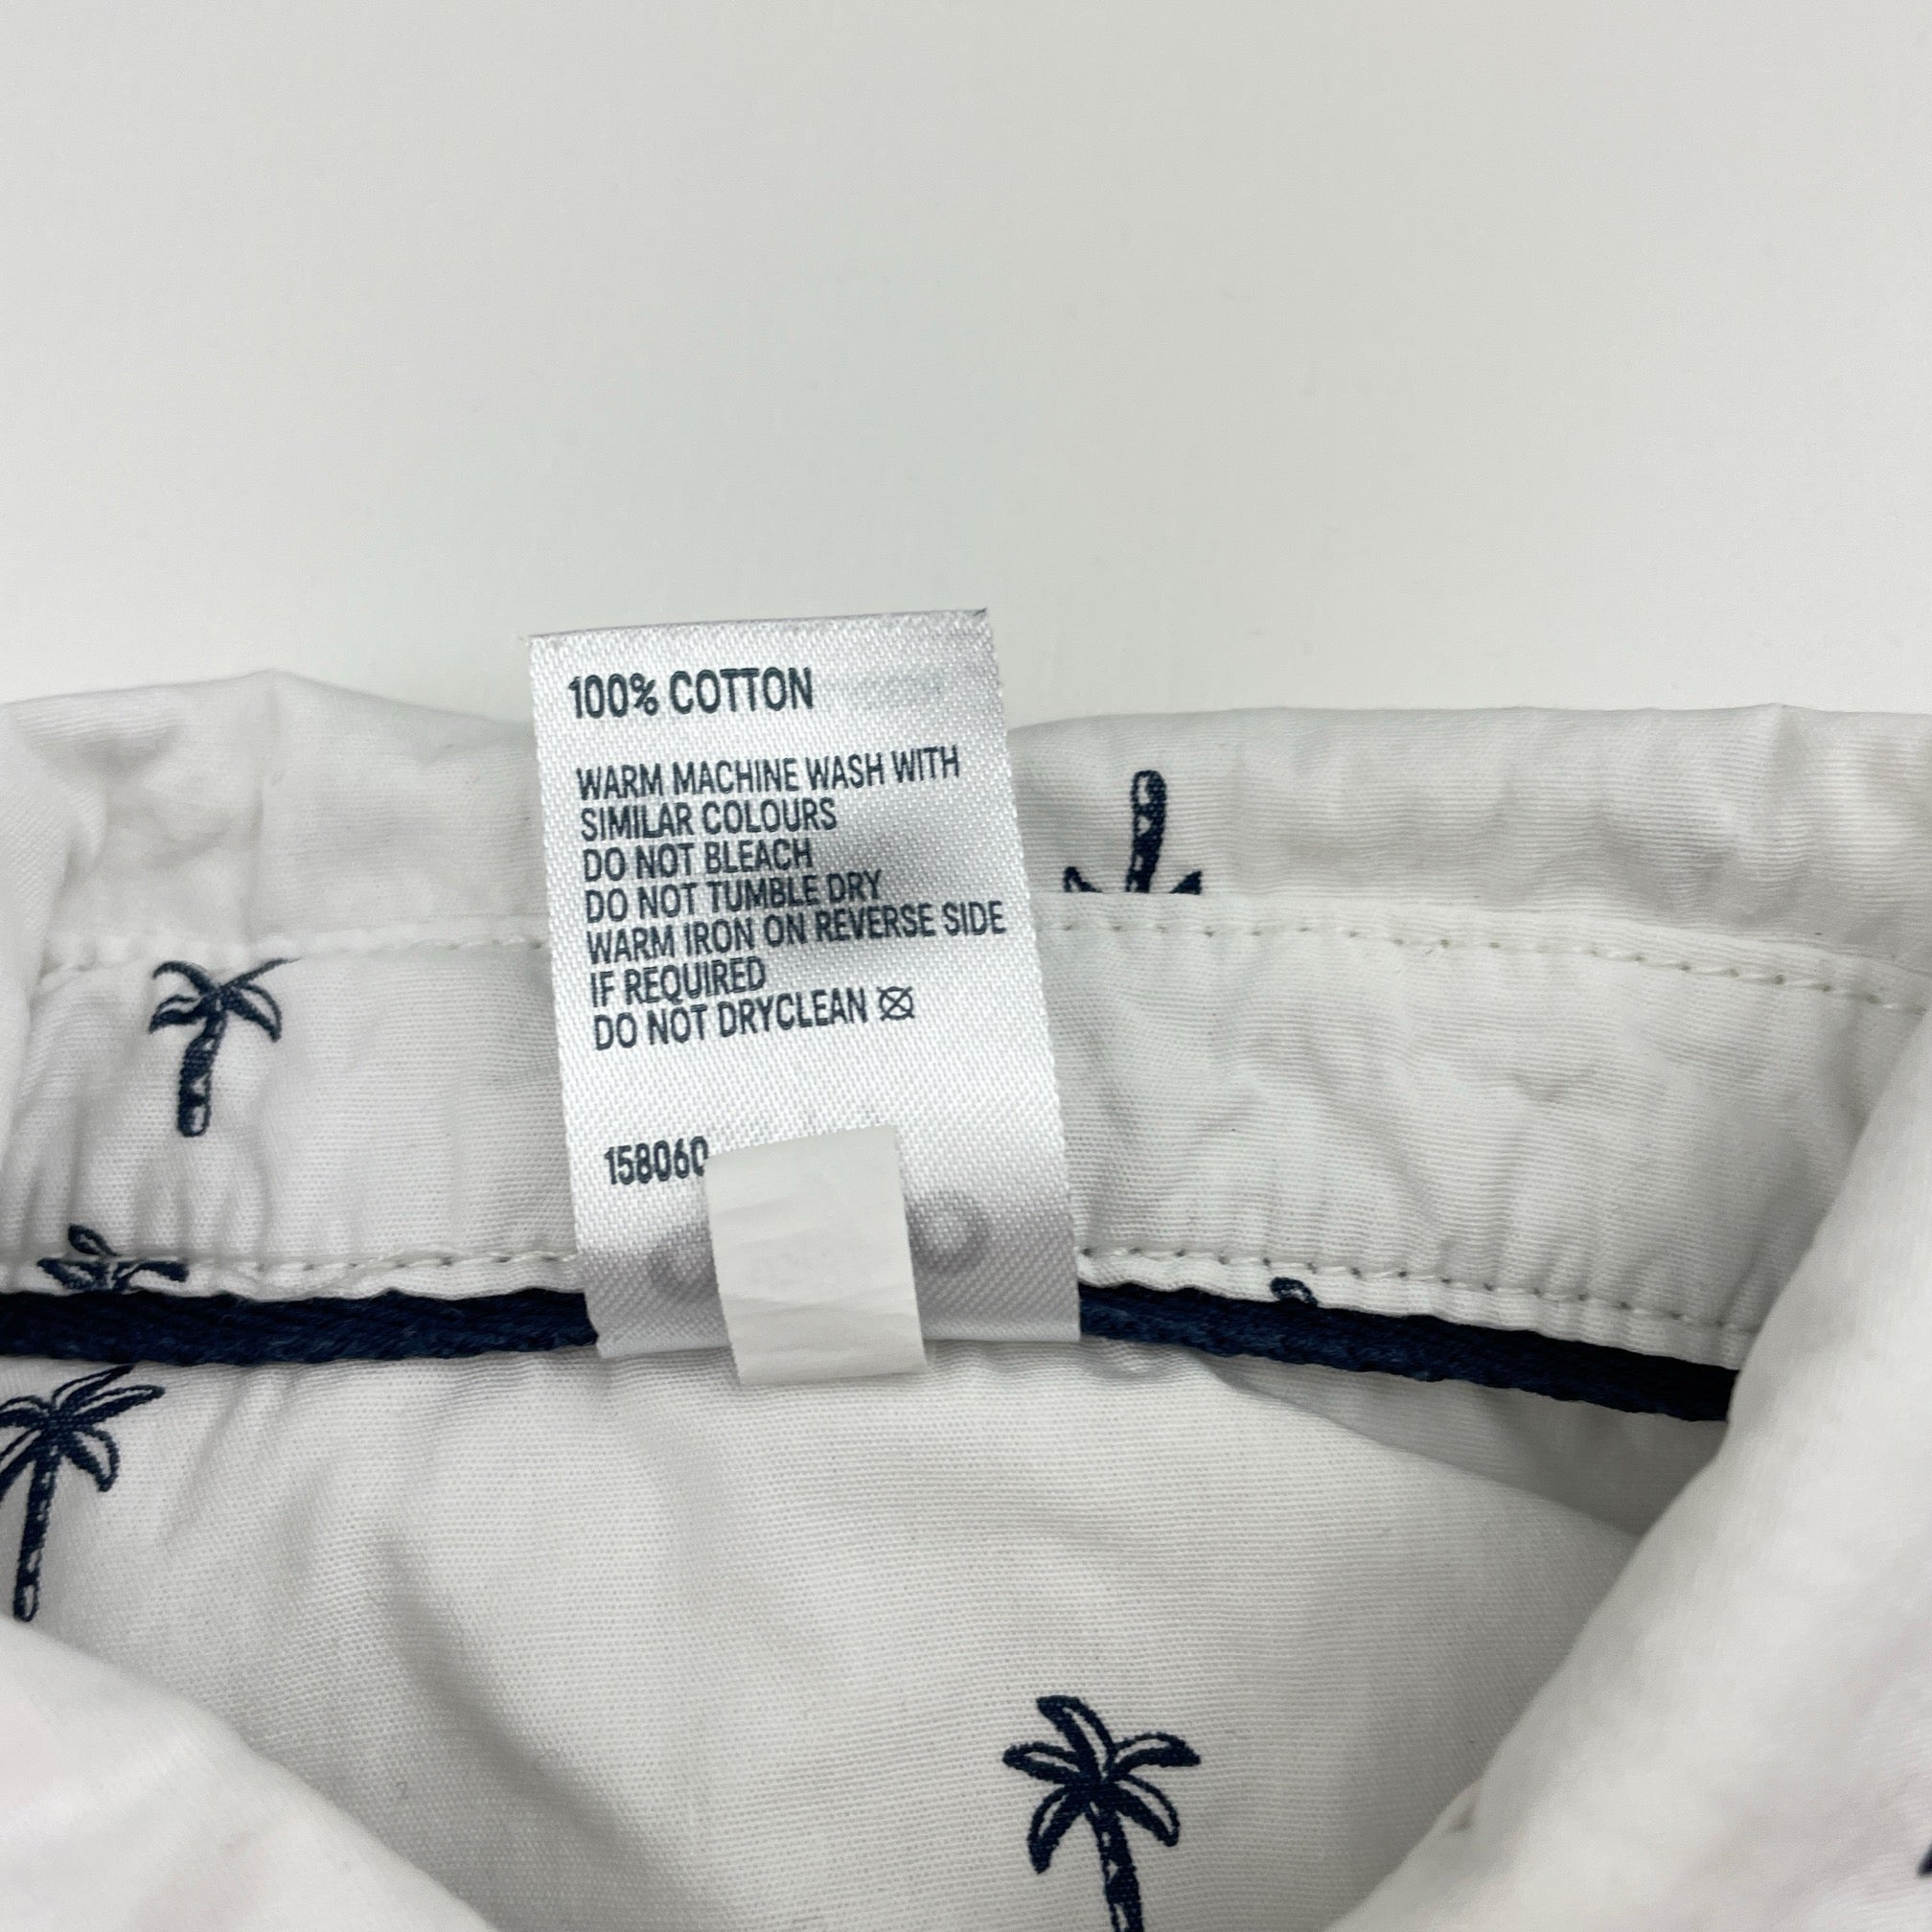 100% COTTON
WARM MACHINE WASH WITH
SIMILAR COLOURS
DO NOT BLEACH
DO NOT TUMBLE DRY
WARM IRON ON REVERSE SIDE
IF REQUIRED
DO NOT DRYCLEAN
158060